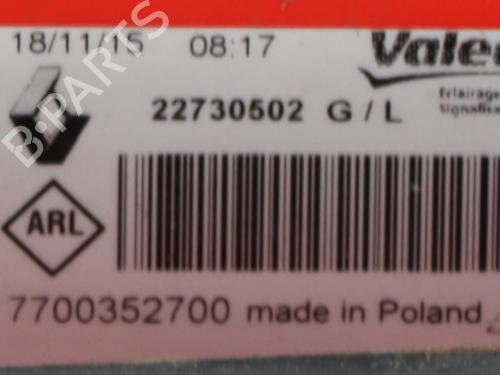 18/11/15 08:17
22730502 G / L
B-PARTS
ARL
7700352700 made in Poland